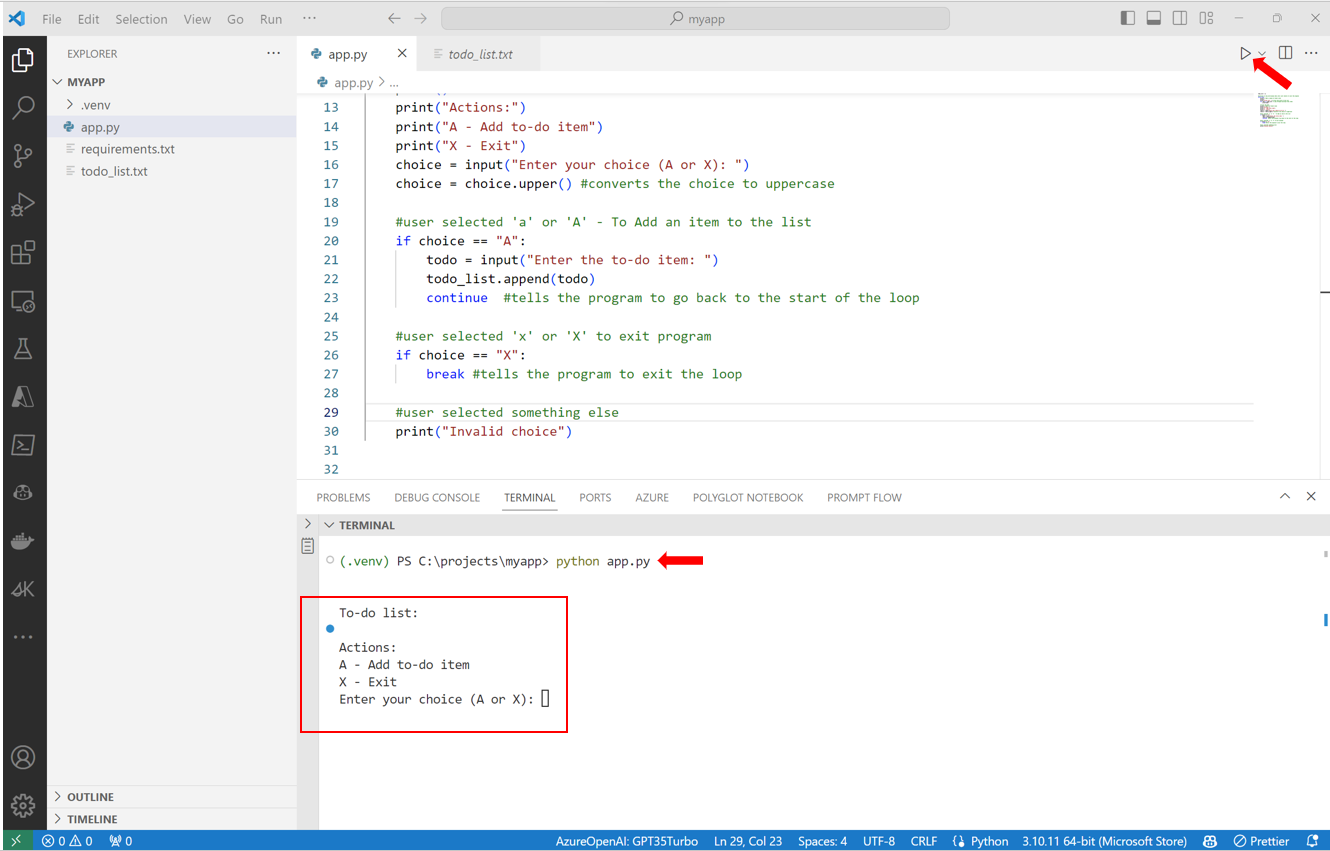 File Edit Selection View Go Run ···
myapp
EXPLORER ···
MYAPP
.venv
app.py
requirements.txt
todo_list.txt
OUTLINE
TIMELINE
app.py
todo_list.txt
app.py > ...
13 print("Actions:")
14 print("A - Add to-do item")
15 print("X - Exit")
16 choice = input("Enter your choice (A or X): ")
17 choice = choice.upper() #converts the choice to uppercase
18
19 #user selected 'a' or 'A' - To Add an item to the list
20 if choice == "A":
21 todo = input("Enter the to-do item: ")
22 todo_list.append(todo)
23 continue  #tells the program to go back to the start of the loop
24
25 #user selected 'x' or 'X' to exit program
26 if choice == "X":
27 break #tells the program to exit the loop
28
29 #user selected something else
30 print("Invalid choice")
31
32
PROBLEMS DEBUG CONSOLE TERMINAL PORTS AZURE POLYGLOT NOTEBOOK PROMPT FLOW
TERMINAL
(.venv) PS C:\projects\myapp> python app.py
To-do list:
Actions:
A - Add to-do item
X - Exit
Enter your choice (A or X):
0 0 0 AzureOpenAI: GPT35Turbo Ln 29, Col 23 Spaces: 4 UTF-8 CRLF Python 3.10.11 64-bit (Microsoft Store) Prettier